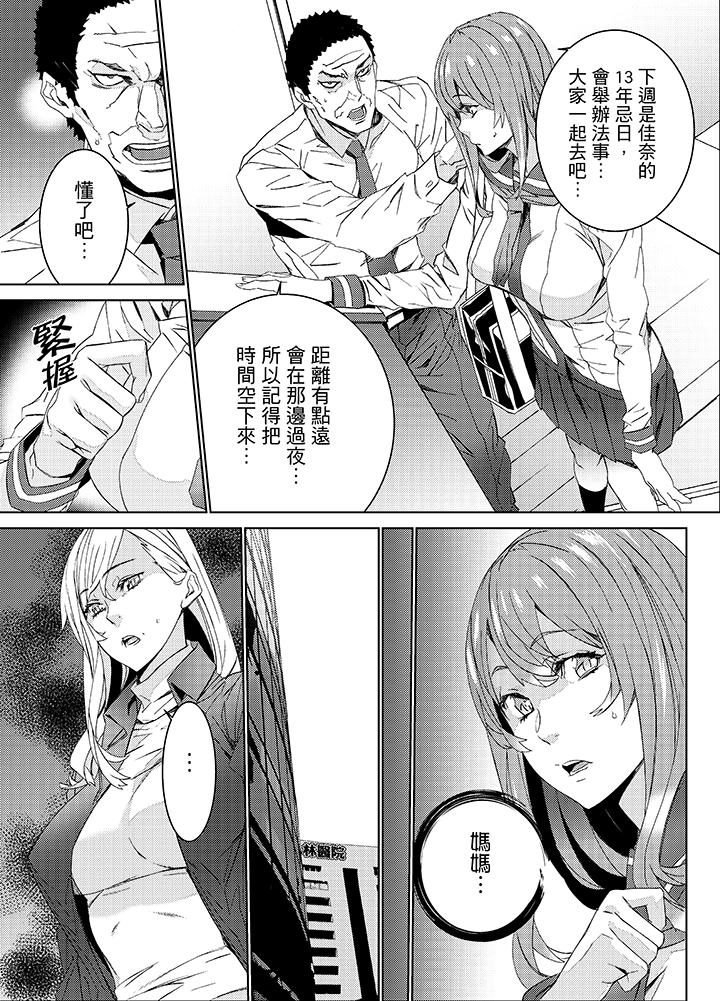 下週是佳奈的
13年忌日，
會舉辦法事…
大家一起去吧…
懂了吧…
距離有點遠
會在那邊過夜…
所以記得把
時間空下來…
緊握
媽媽…
林醫院
…